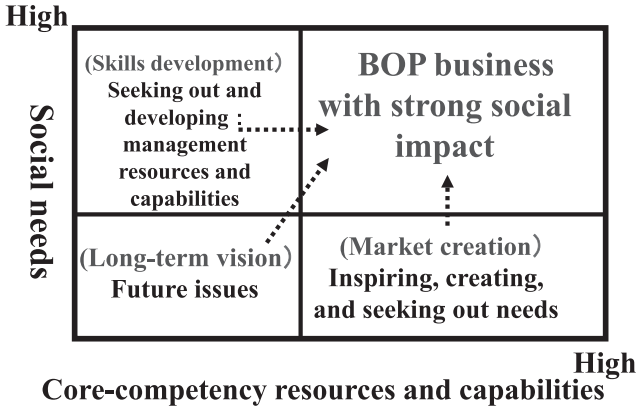 High
(Skills development)
Seeking out and
developing
management
resources and
capabilities
BOP business
with strong social
impact
Social needs
(Long-term vision)
Future issues
(Market creation)
Inspiring, creating,
and seeking out needs
High
Core-competency resources and capabilities